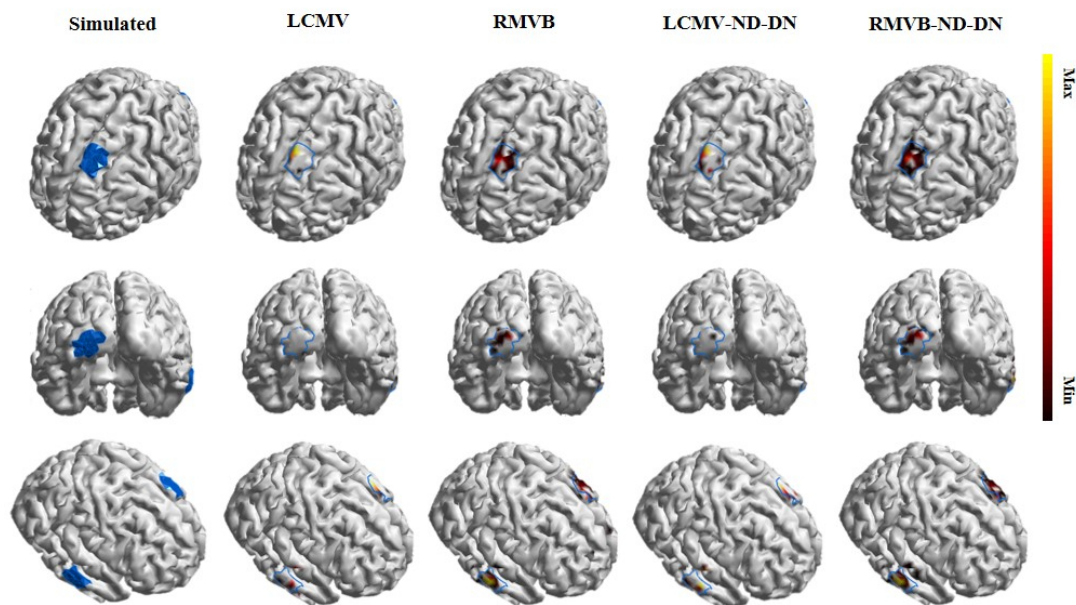 Simulated
LCMV
RMVB
LCMV-ND-DN
RMVB-ND-DN
Max
Min